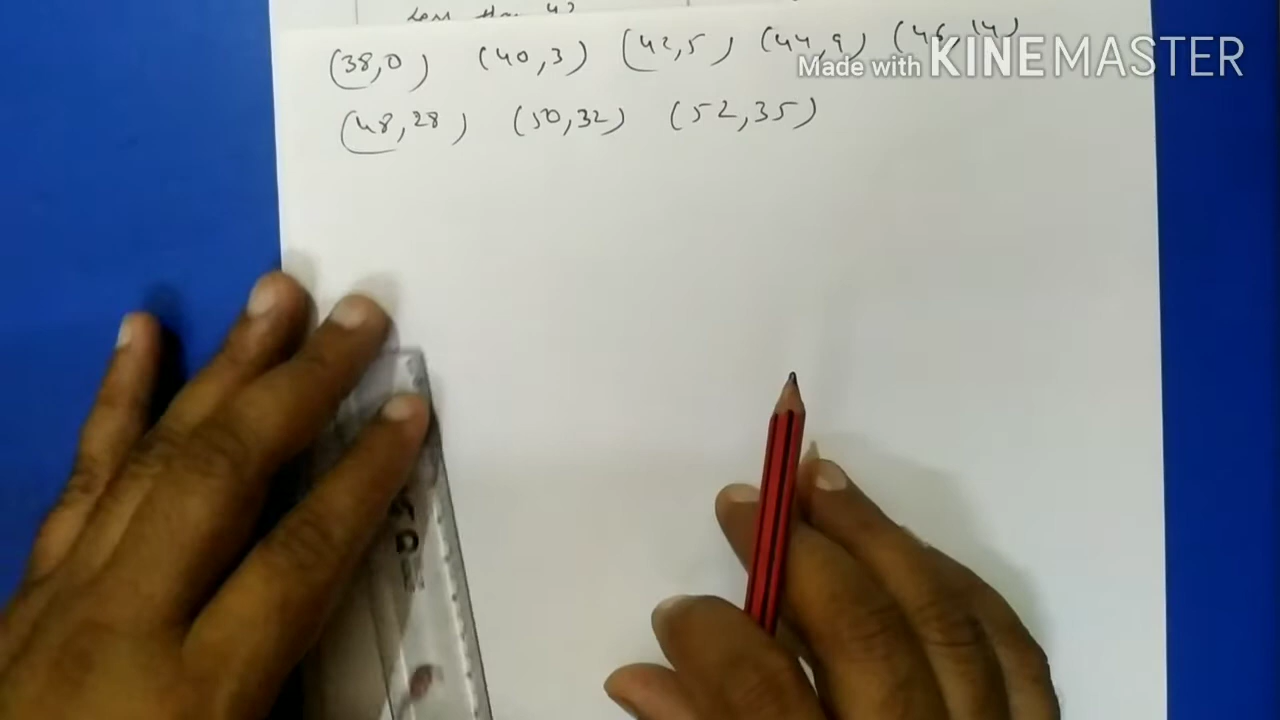 (38,0) (40,3) (42,5) (44,9) (46,14)
Made with KINEMASTER
(48,28) (50,32) (52,35)